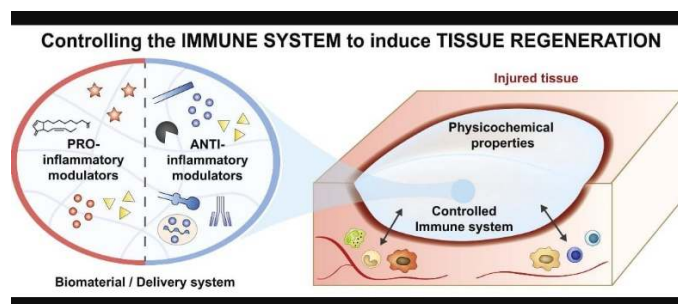 Controlling the IMMUNE SYSTEM to induce TISSUE REGENERATION
PRO-
inflammatory
modulators
ANTI-
inflammatory
modulators
Biomaterial / Delivery system
Injured tissue
Physicochemical
properties
Controlled
Immune system